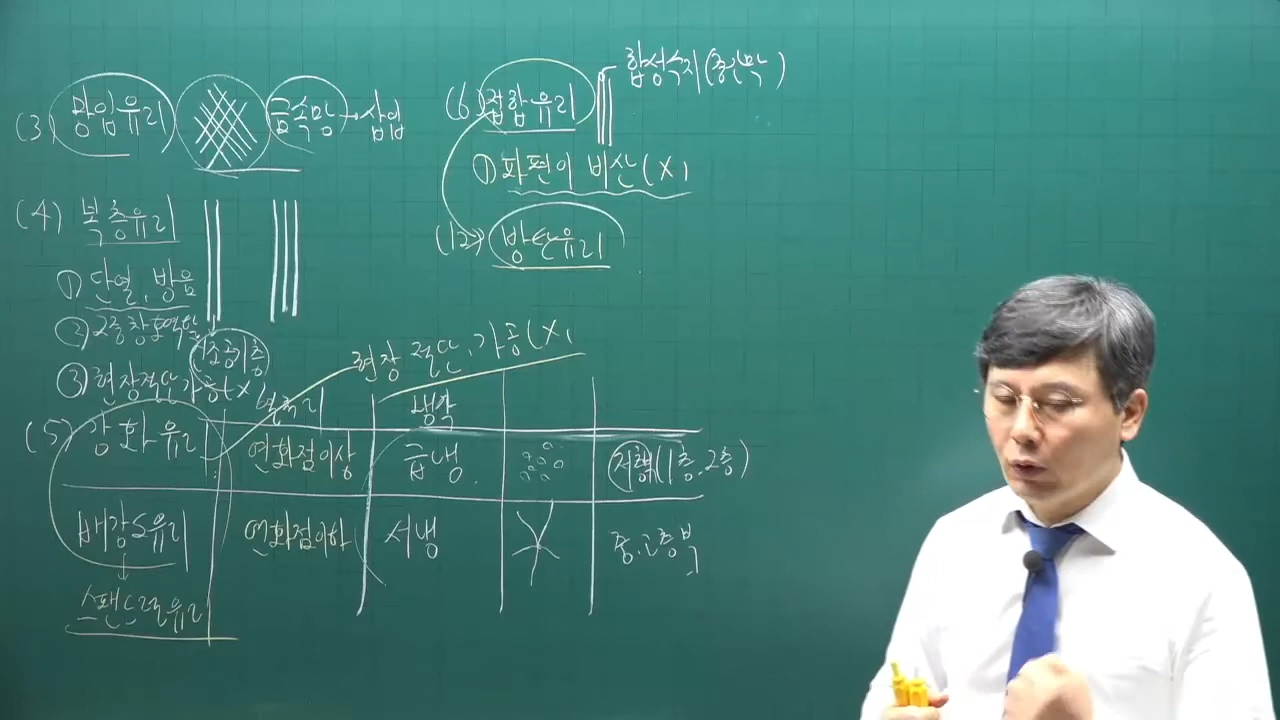 (3) 망입유리 금속망 → 삽입
(4) 복층유리
① 단열, 방음
② 2중창호역할
공기층
③ 현장절단가공(X)
현장 절단, 가공(X)
열처리 냉각
(5) 강화유리 연화점이상 급냉 저층(1층, 2층)
배강도유리 연화점이하 서냉 중, 고층부
↓
스팬드럴유리
(6) 접합유리 합성수지(중간막)
① 파편이 비산(X)
(12) 방탄유리